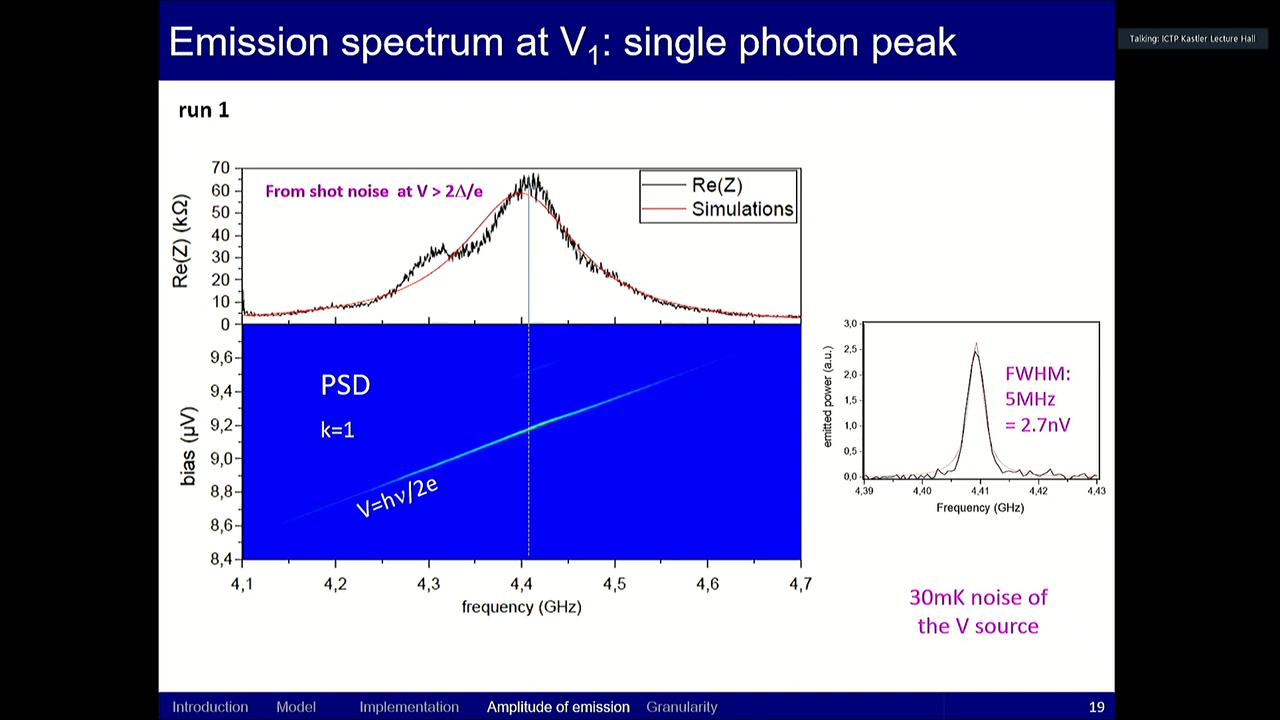 Emission spectrum at V1: single photon peak
Talking: ICTP Kastler Lecture Hall
run 1
From shot noise at V > 2Δ/e
Re(Z)
Simulations
Re(Z) (kΩ)
70
60
50
40
30
20
10
0
PSD
k=1
V=hν/2e
bias (µV)
9,6
9,4
9,2
9,0
8,8
8,6
8,4
4,1 4,2 4,3 4,4 4,5 4,6 4,7
frequency (GHz)
emitted power (a.u.)
3,0
2,5
2,0
1,5
1,0
0,5
0,0
FWHM:
5MHz
= 2.7nV
4,39 4,40 4,41 4,42 4,43
Frequency (GHz)
30mK noise of
the V source
Introduction Model Implementation Amplitude of emission Granularity 19